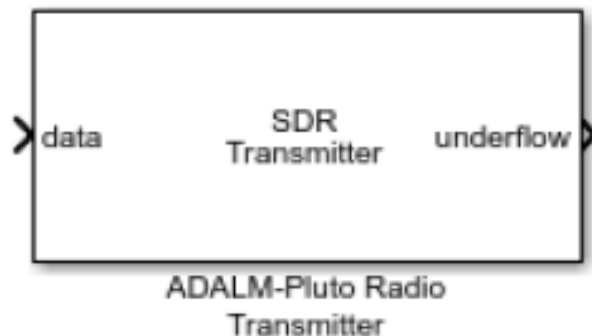 data
SDR
Transmitter
underflow
ADALM-Pluto Radio
Transmitter